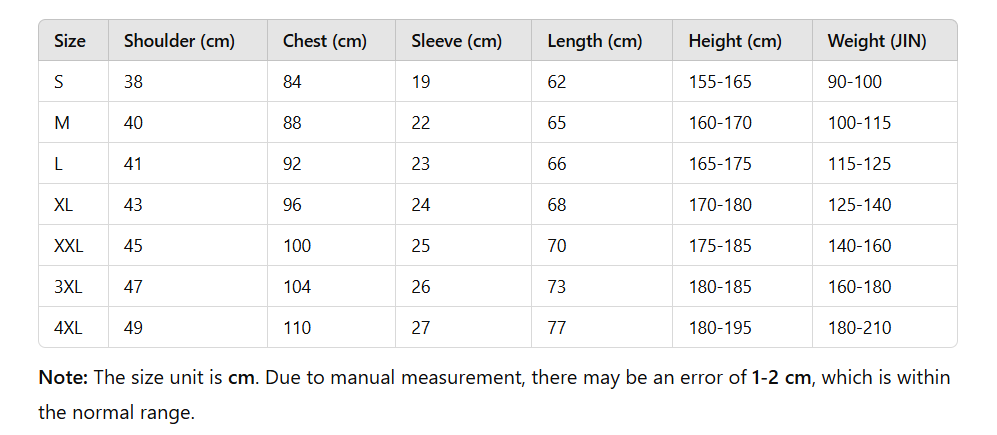 Size Shoulder (cm) Chest (cm) Sleeve (cm) Length (cm) Height (cm) Weight (JIN)
S 38 84 19 62 155-165 90-100
M 40 88 22 65 160-170 100-115
L 41 92 23 66 165-175 115-125
XL 43 96 24 68 170-180 125-140
XXL 45 100 25 70 175-185 140-160
3XL 47 104 26 73 180-185 160-180
4XL 49 110 27 77 180-195 180-210
Note: The size unit is cm. Due to manual measurement, there may be an error of 1-2 cm, which is within
the normal range.